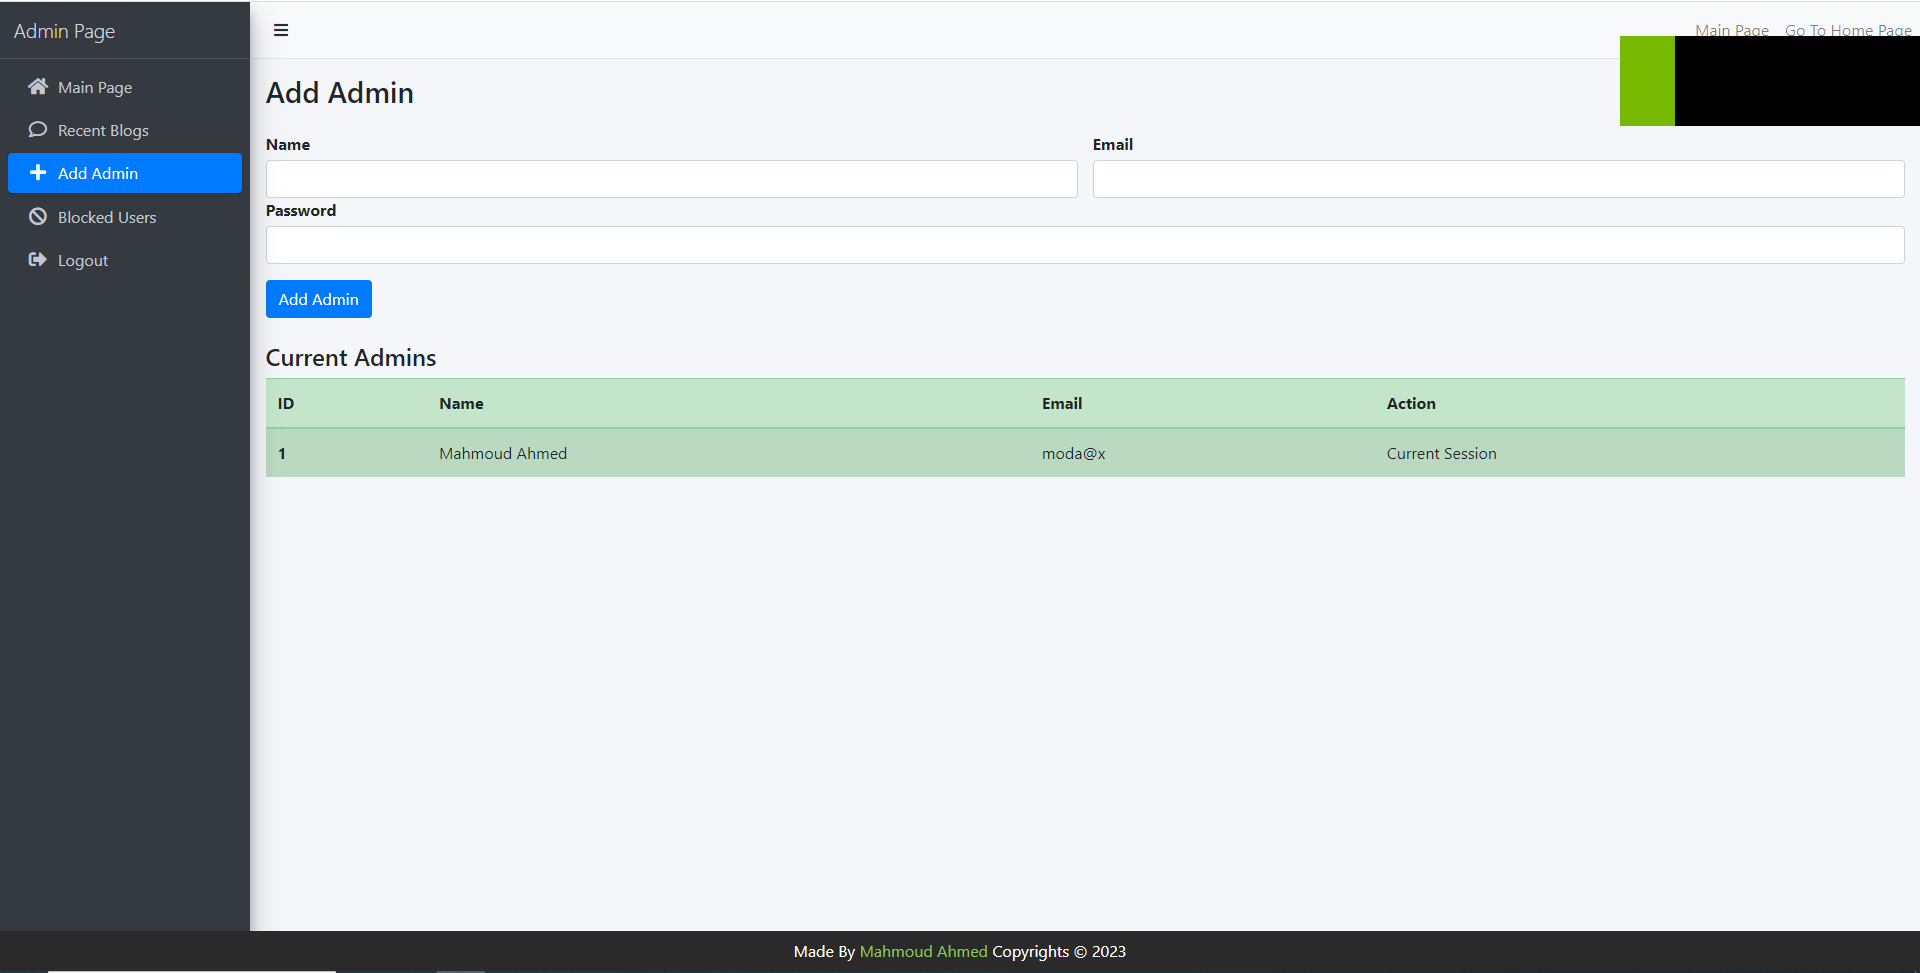 Admin Page
Main Page Go To Home Page
Main Page
Recent Blogs
Add Admin
Blocked Users
Logout
Add Admin
Name Email
Password
Add Admin
Current Admins
ID Name Email Action
1 Mahmoud Ahmed moda@x Current Session
Made By Mahmoud Ahmed Copyrights © 2023